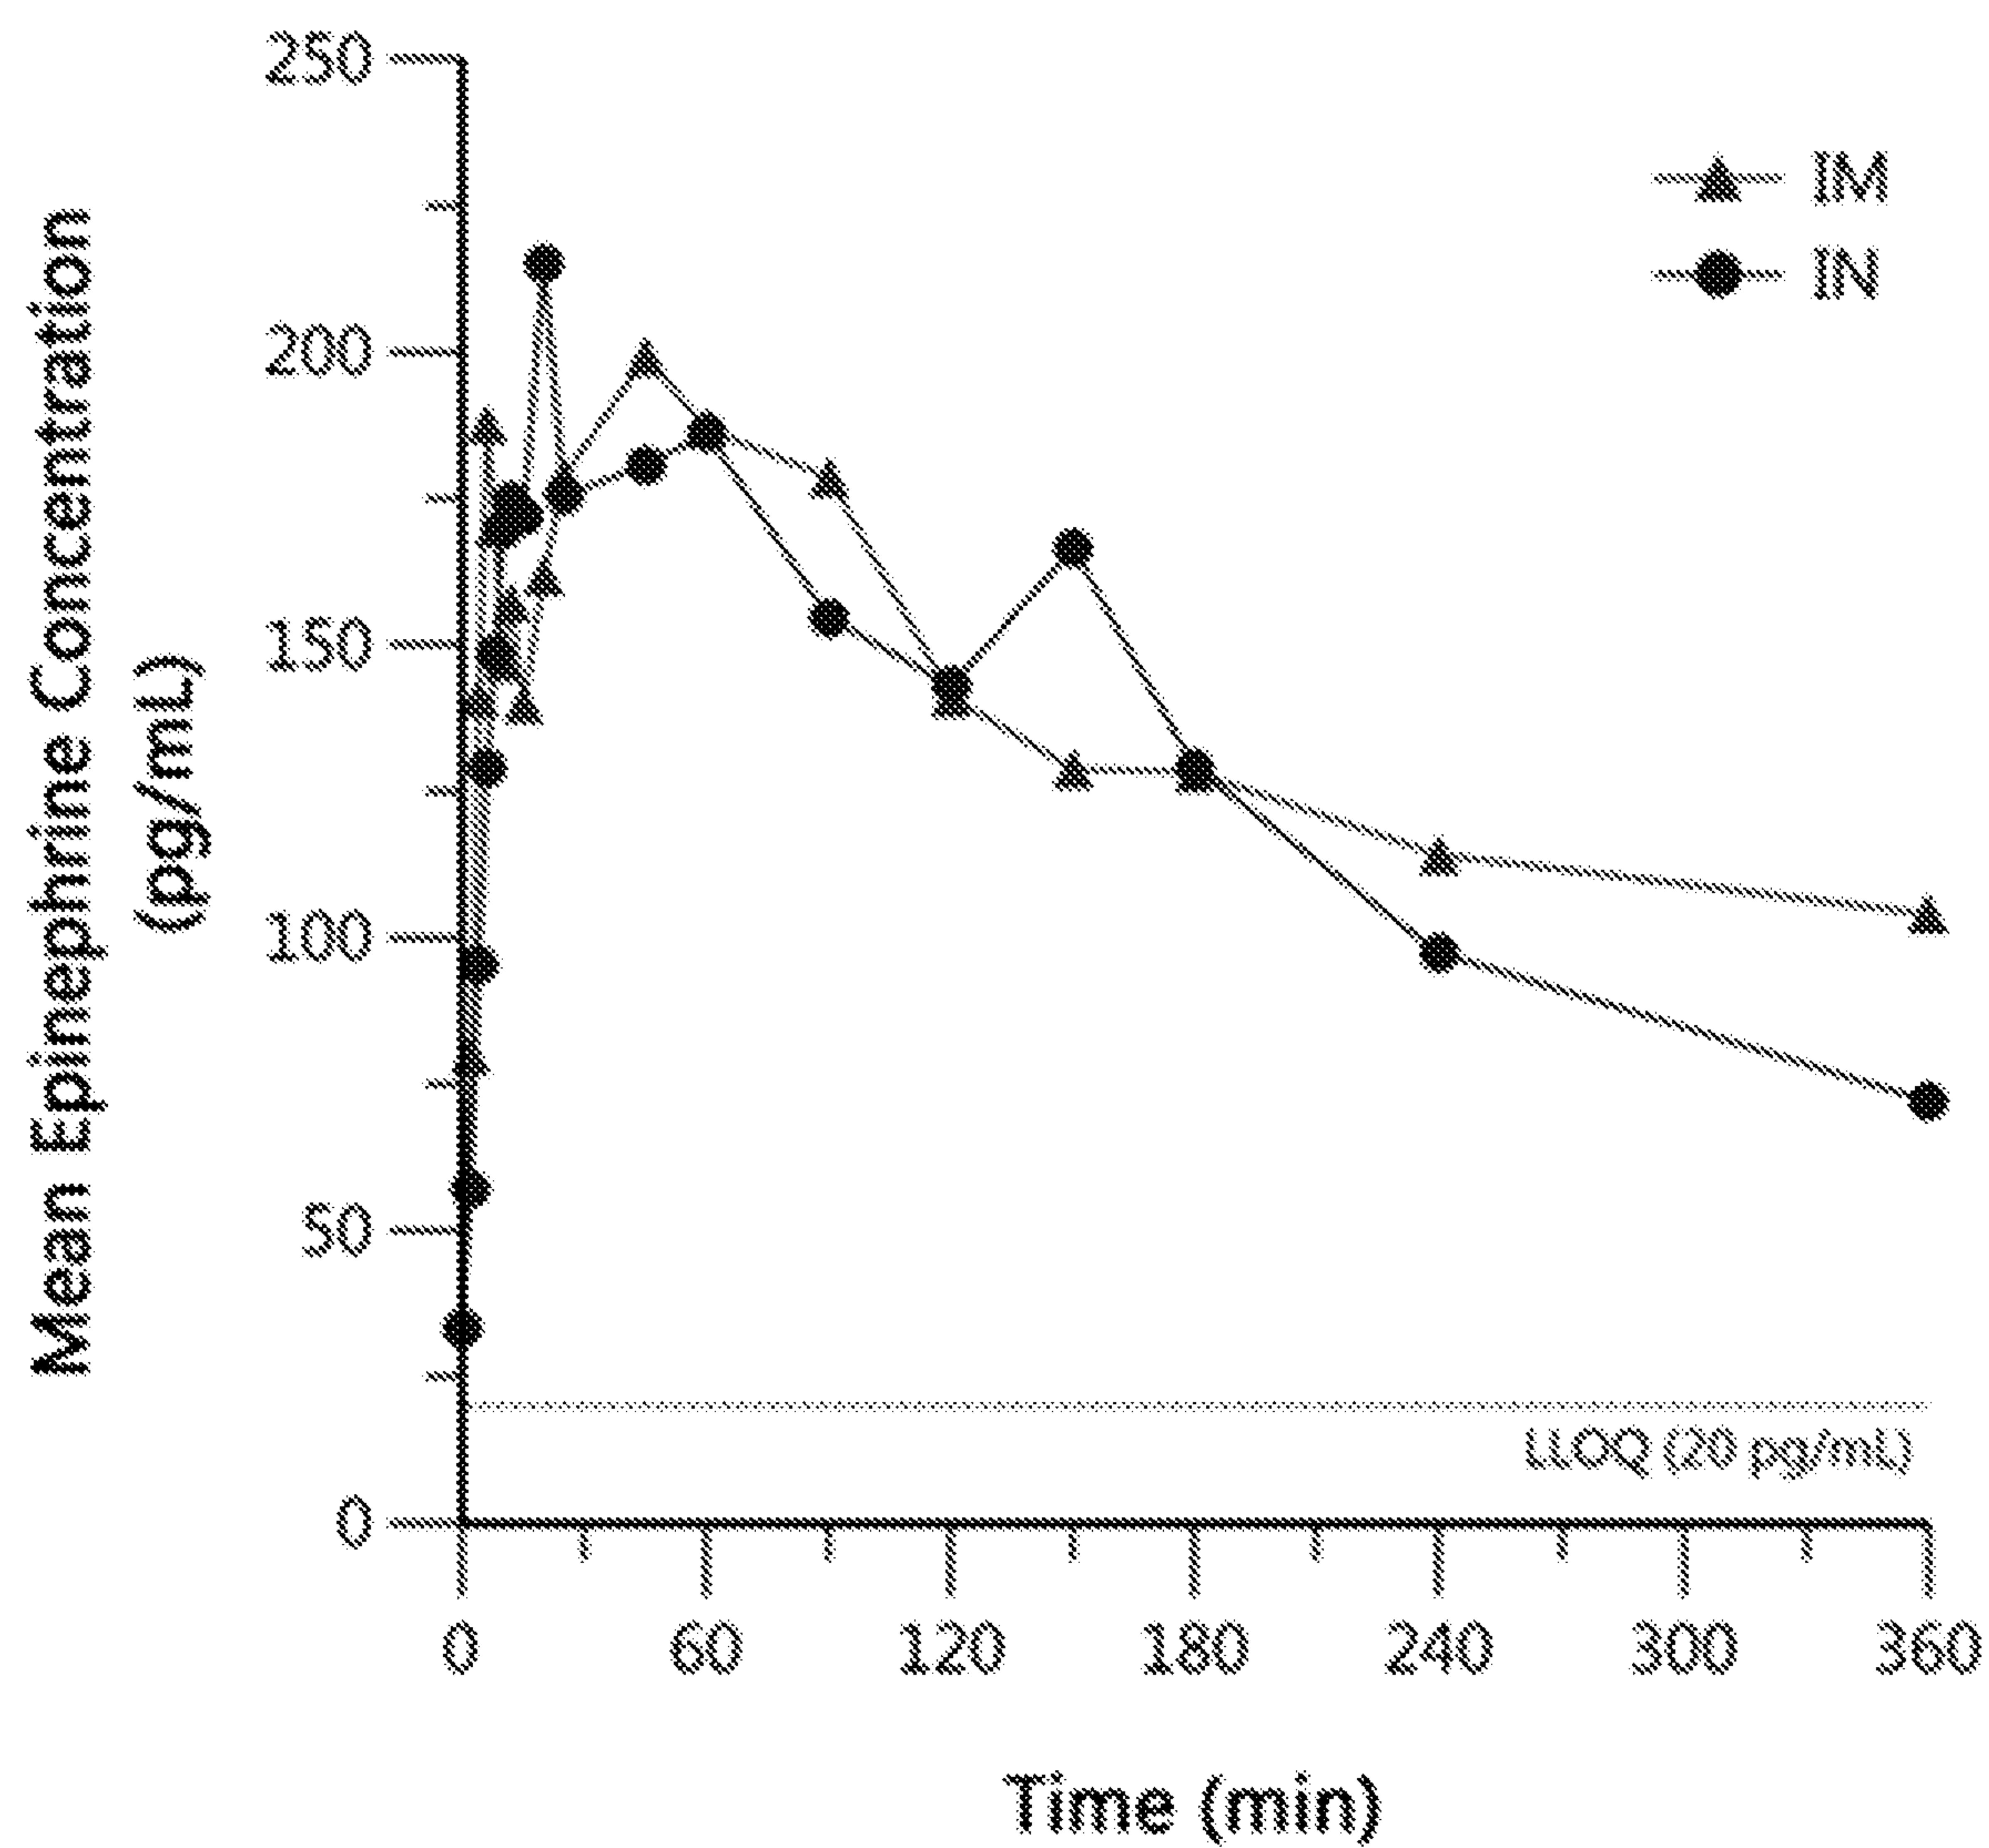 Mean Epinephrine Concentration
(pg/mL)
250
200
150
100
50
0
IM
IN
LLOQ (20 pg/mL)
0 60 120 180 240 300 360
Time (min)